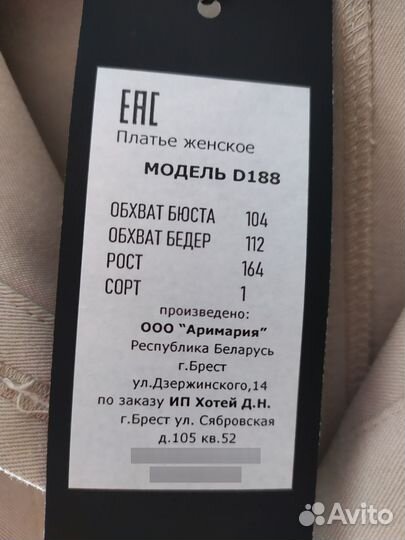 ЕАС
Платье женское
МОДЕЛЬ D188
ОБХВАТ БЮСТА 104
ОБХВАТ БЕДЕР 112
РОСТ 164
СОРТ 1
произведено:
ООО "Аримария"
Республика Беларусь
г.Брест
ул.Дзержинского,14
по заказу ИП Хотей Д.Н.
г.Брест ул. Сябровская
д.105 кв.52
Avito